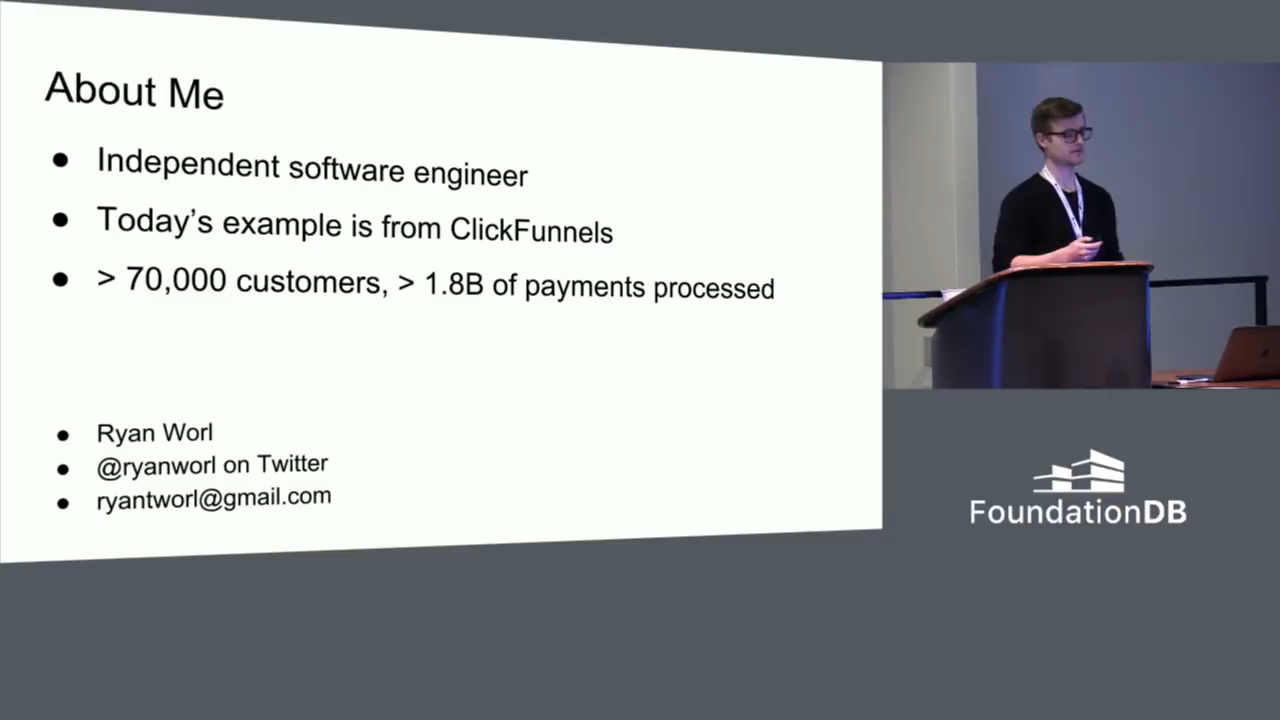 About Me
● Independent software engineer
● Today’s example is from ClickFunnels
● > 70,000 customers, > 1.8B of payments processed
● Ryan Worl
● @ryanworl on Twitter
● ryantworl@gmail.com
FoundationDB